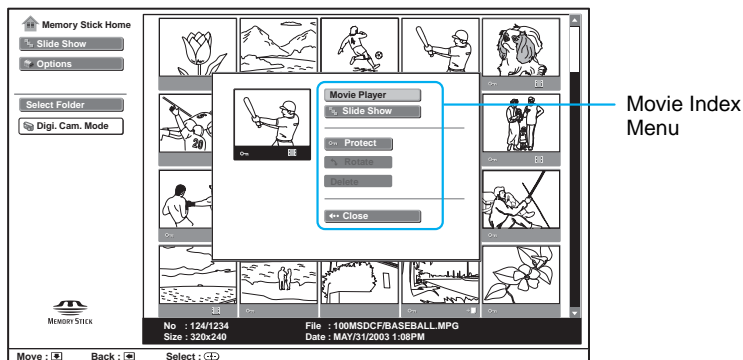 Memory Stick Home
Slide Show
Options
Select Folder
Digi. Cam. Mode
MEMORY STICK
20
Movie Player
Slide Show
Protect
Rotate
Delete
Close
Movie Index
Menu
No : 124/1234
File : 100MSDCF/BASEBALL.MPG
Size : 320x240
Date : MAY/31/2003 1:08PM
Move :
Back :
Select :